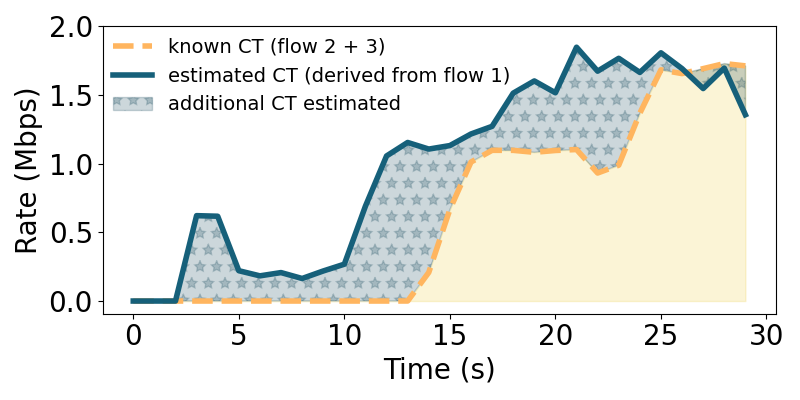 2.0
1.5
1.0
0.5
0.0
Rate (Mbps)
known CT (flow 2 + 3)
estimated CT (derived from flow 1)
additional CT estimated
0 5 10 15 20 25 30
Time (s)